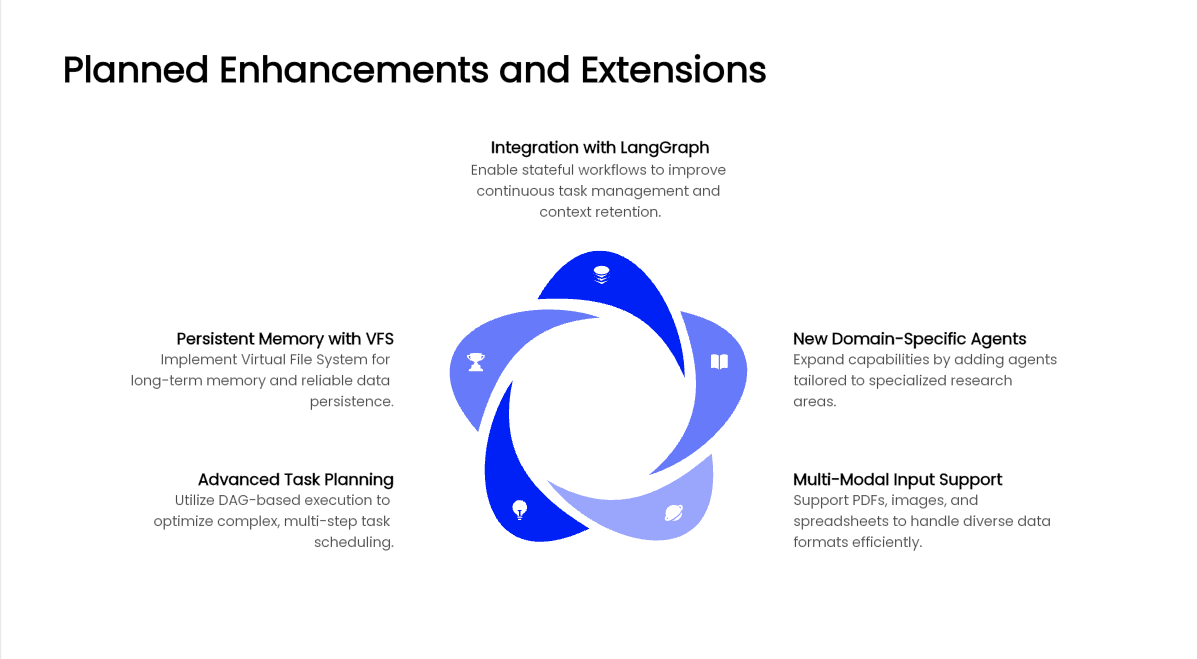 Planned Enhancements and Extensions
Integration with LangGraph
Enable stateful workflows to improve
continuous task management and
context retention.
Persistent Memory with VFS
Implement Virtual File System for
long-term memory and reliable data
persistence.
New Domain-Specific Agents
Expand capabilities by adding agents
tailored to specialized research
areas.
Advanced Task Planning
Utilize DAG-based execution to
optimize complex, multi-step task
scheduling.
Multi-Modal Input Support
Support PDFs, images, and
spreadsheets to handle diverse data
formats efficiently.